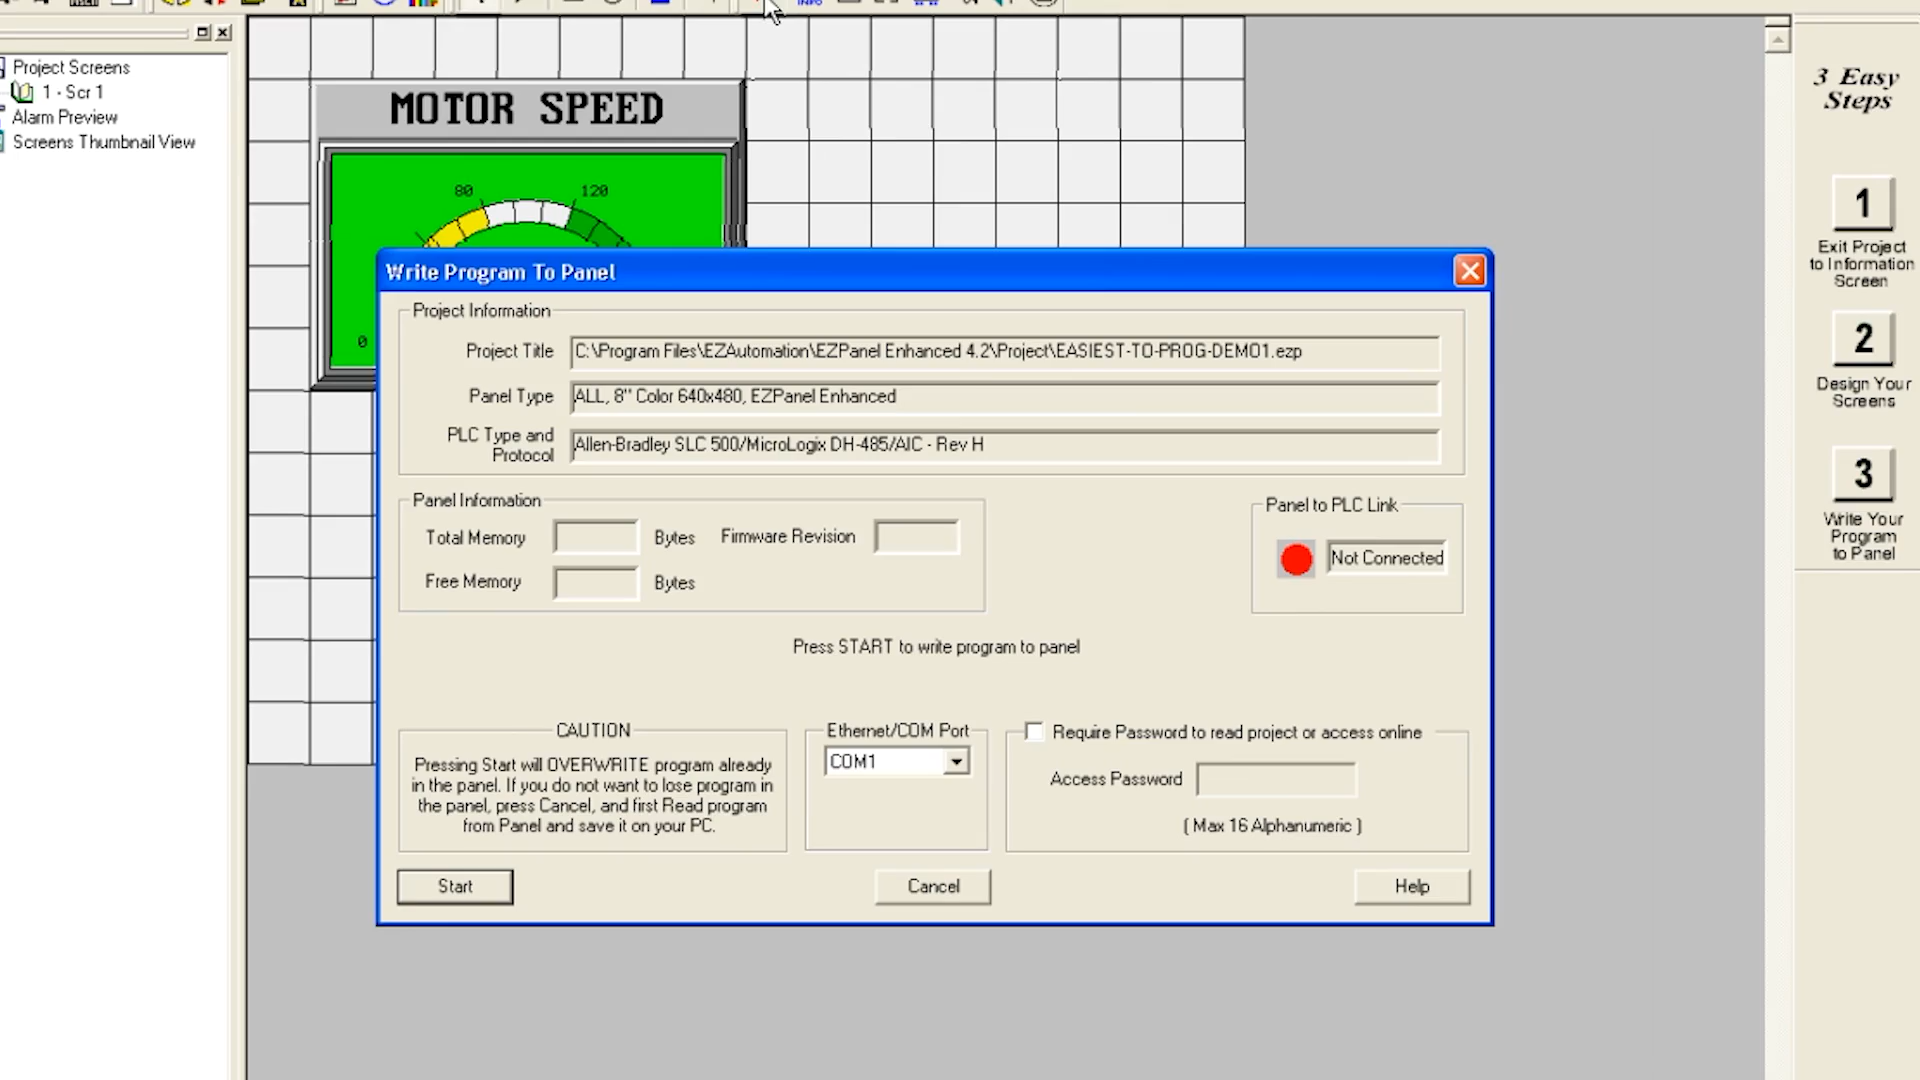 Project Screens
1 - Scr 1
Alarm Preview
Screens Thumbnail View
MOTOR SPEED
80
120
0
Write Program To Panel
Project Information
Project Title
C:\Program Files\EZAutomation\EZPanel Enhanced 4.2\Project\EASIEST-TO-PROG-DEMO1.ezp
Panel Type
ALL, 8" Color 640x480, EZPanel Enhanced
PLC Type and
Protocol
Allen-Bradley SLC 500/MicroLogix DH-485/AIC - Rev H
Panel Information
Total Memory
Bytes
Firmware Revision
Free Memory
Bytes
Panel to PLC Link
Not Connected
Press START to write program to panel
CAUTION
Pressing Start will OVERWRITE program already
in the panel. If you do not want to lose program in
the panel, press Cancel, and first Read program
from Panel and save it on your PC.
Ethernet/COM Port
COM1
Require Password to read project or access online
Access Password
( Max 16 Alphanumeric )
Start
Cancel
Help
3 Easy
Steps
1
Exit Project
to Information
Screen
2
Design Your
Screens
3
Write Your
Program
to Panel